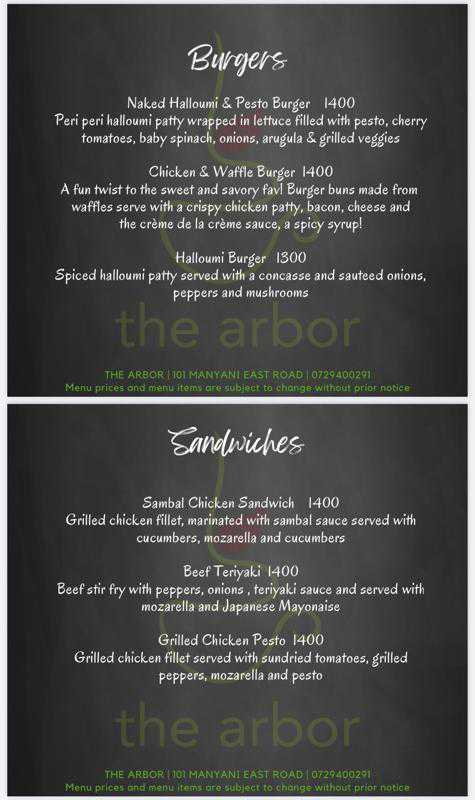 Burgers
Naked Halloumi & Pesto Burger 1400
Peri peri halloumi patty wrapped in lettuce filled with pesto, cherry
tomatoes, baby spinach, onions, arugula & grilled veggies
Chicken & Waffle Burger 1400
A fun twist to the sweet and savory fav! Burger buns made from
waffles serve with a crispy chicken patty, bacon, cheese and
the crème de la crème sauce, a spicy syrup!
Halloumi Burger 1300
Spiced halloumi patty served with a concasse and sauteed onions,
peppers and mushrooms
the arbor
THE ARBOR | 101 MANYANI EAST ROAD | 0729400291
Menu prices and menu items are subject to change without prior notice
Sandwiches
Sambal Chicken Sandwich 1400
Grilled chicken fillet, marinated with sambal sauce served with
cucumbers, mozarella and cucumbers
Beef Teriyaki 1400
Beef stir fry with peppers, onions , teriyaki sauce and served with
mozarella and Japanese Mayonaise
Grilled Chicken Pesto 1400
Grilled chicken fillet served with sundried tomatoes, grilled
peppers, mozarella and pesto
the arbor
THE ARBOR | 101 MANYANI EAST ROAD | 0729400291
Menu prices and menu items are subject to change without prior notice